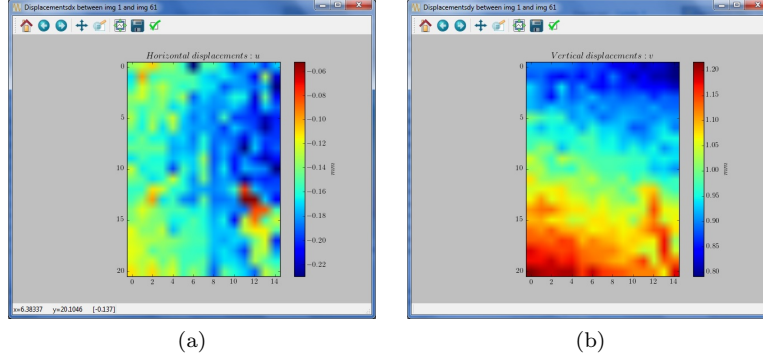 Displacementsdx between img 1 and img 61
Horizontal displacements : u
0
5
10
15
20
0 2 4 6 8 10 12 14
−0.06
−0.08
−0.10
−0.12
−0.14
−0.16
−0.18
−0.20
−0.22
mm
x=6.38337 y=20.1046 [-0.137]
(a)
Displacementsdy between img 1 and img 61
Vertical displacements : v
0
5
10
15
20
0 2 4 6 8 10 12 14
1.20
1.15
1.10
1.05
1.00
0.95
0.90
0.85
0.80
mm
(b)